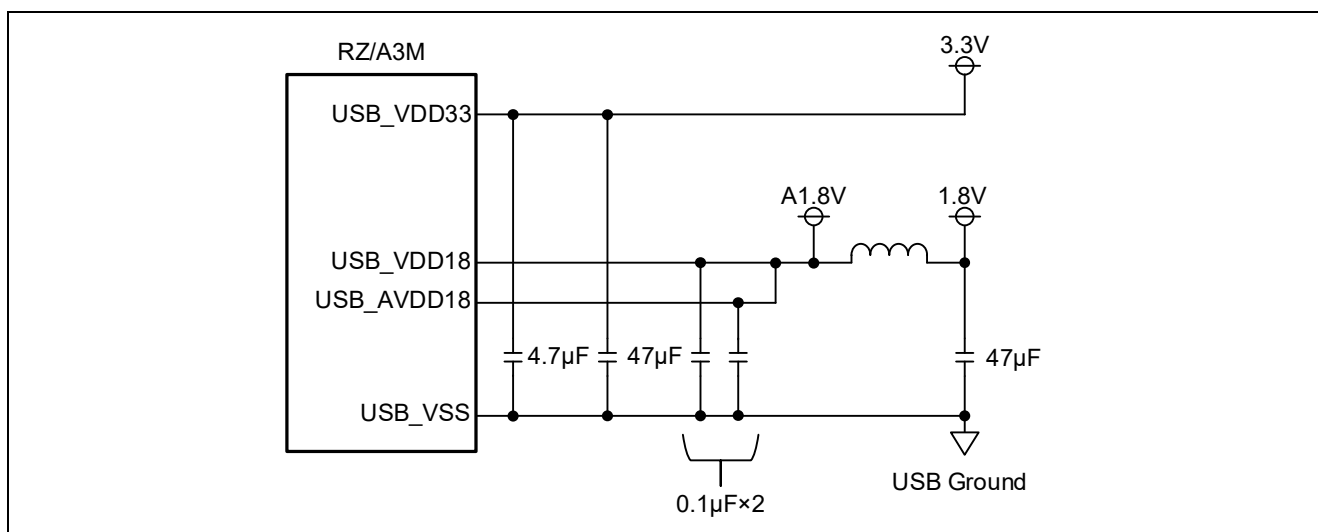 RZ/A3M
3.3V
USB_VDD33
A1.8V
1.8V
USB_VDD18
USB_AVDD18
4.7µF
47µF
47µF
USB_VSS
USB Ground
0.1µF×2